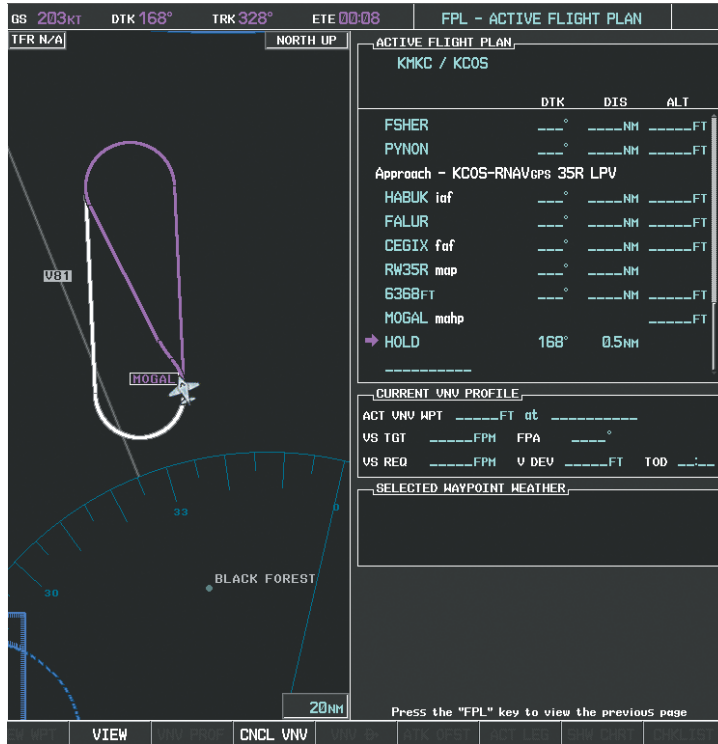 GS 203KT DTK 168° TRK 328° ETE 00:08 FPL - ACTIVE FLIGHT PLAN
TFR N/A NORTH UP
ACTIVE FLIGHT PLAN
KMKC / KCOS
DTK DIS ALT
FSHER ___° ____NM _____FT
PYNON ___° ____NM _____FT
Approach - KCOS-RNAVGPS 35R LPV
HABUK iaf ___° ____NM _____FT
FALUR ___° ____NM _____FT
CEGIX faf ___° ____NM _____FT
RW35R map ___° ____NM
6368FT ___° ____NM _____FT
MOGAL mahp _____FT
HOLD 168° 0.5NM
__________
V81
MOGAL
CURRENT VNV PROFILE
ACT VNV WPT _____FT at __________
VS TGT _____FPM FPA ____°
VS REQ _____FPM V DEV _____FT TOD __:__
SELECTED WAYPOINT WEATHER
33
0
30
BLACK FOREST
20NM
Press the "FPL" key to view the previous page
EW WPT VIEW VNV PROF CNCL VNV VNV ATK OFST ACT LEG SHW CHRT CHKLIST